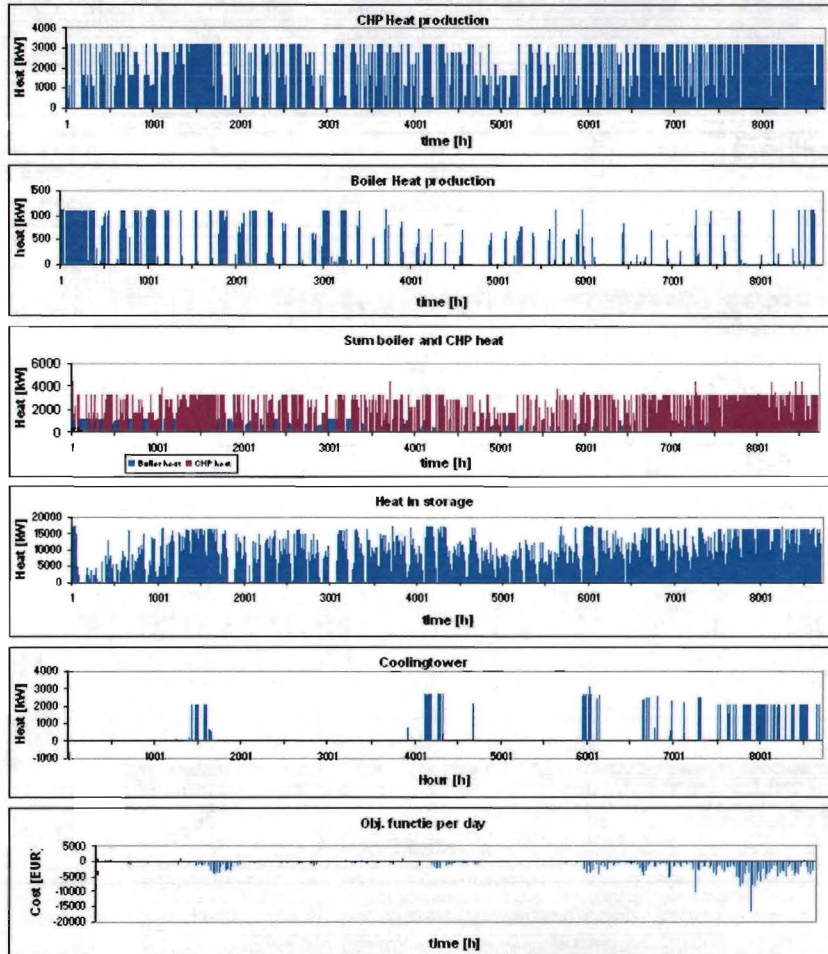 CHP Heat production
Heat [kW]
4000
3000
2000
1000
0
1 1001 2001 3001 4001 5001 6001 7001 8001
time [h]
Boiler Heat production
heat [kW]
1500
1000
500
0
1 1001 2001 3001 4001 5001 6001 7001 8001
time [h]
Sum boiler and CHP heat
Heat [kW]
6000
4000
2000
0
1 1001 2001 3001 4001 5001 6001 7001 8001
Boiler heat CHP heat
time [h]
Heat in storage
Heat [kW]
20000
15000
10000
5000
0
1 1001 2001 3001 4001 5001 6001 7001 8001
time [h]
Coolingtower
Heat [kW]
4000
3000
2000
1000
0
-1000
1 1001 2001 3001 4001 5001 6001 7001 8001
Hour [h]
Obj. functie per day
Cost [EUR]
5000
0
-5000
-10000
-15000
-20000
time [h]